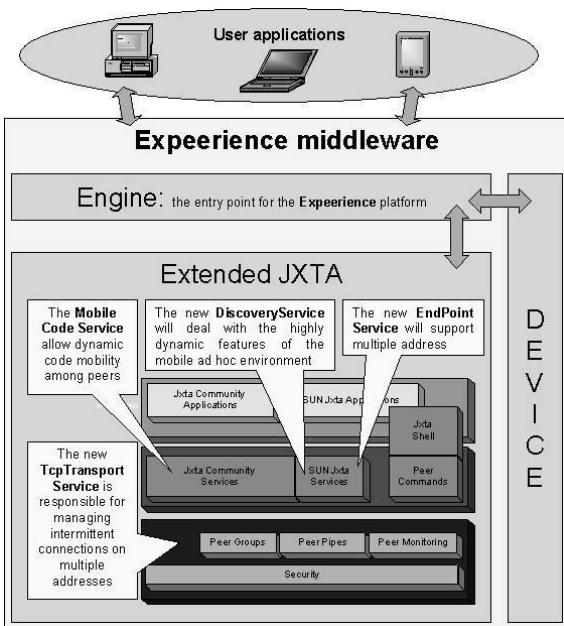 User applications
Expeerience middleware
Engine: the entry point for the Expeerience platform
Extended JXTA
The Mobile
Code Service
allow dynamic
code mobility
among peers
The new DiscoveryService
will deal with the highly
dynamic features of the
mobile ad hoc environment
The new EndPoint
Service will support
multiple address
Jxta Community
Applications
SUN Jxta Applications
Jxta
Shell
The new
TcpTransport
Service is
responsible for
managing
intermittent
connections on
multiple
addresses
Jxta Community
Services
SUN Jxta
Services
Peer
Commands
Peer Groups
Peer Pipes
Peer Monitoring
Security
D
E
V
I
C
E